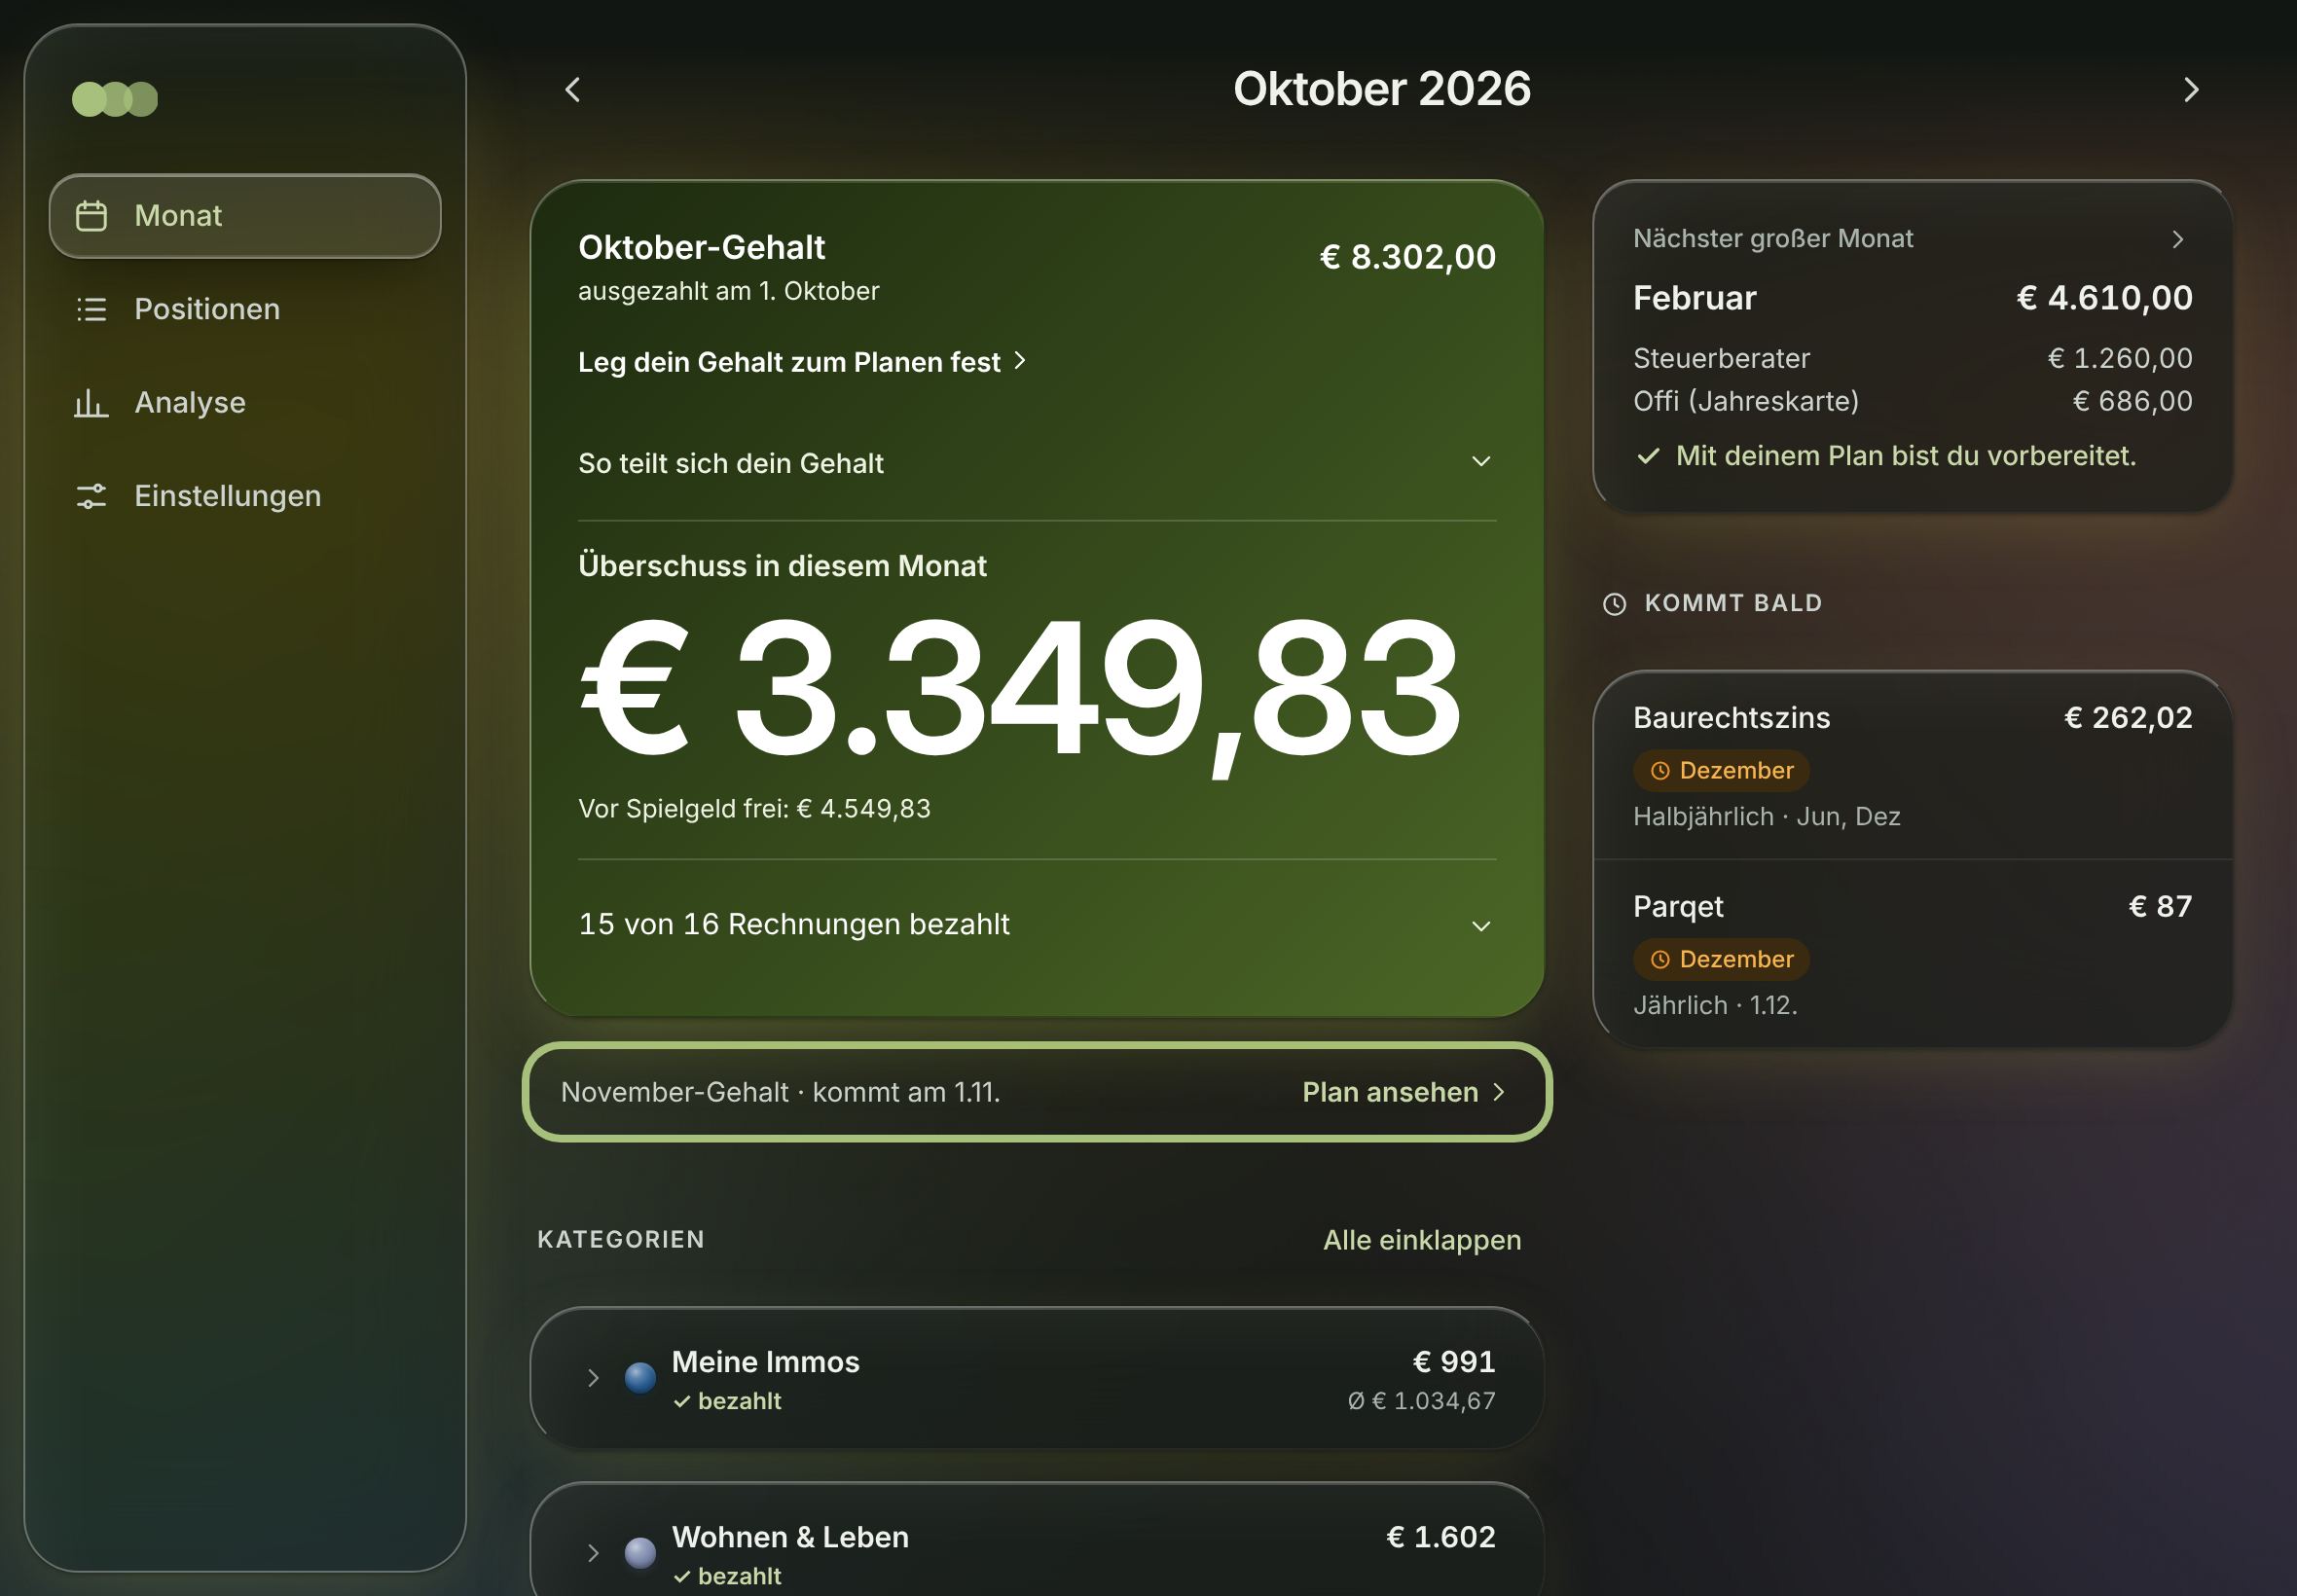 Oktober 2026
Monat
Positionen
Analyse
Einstellungen
Oktober-Gehalt
€ 8.302,00
ausgezahlt am 1. Oktober
Leg dein Gehalt zum Planen fest
So teilt sich dein Gehalt
Überschuss in diesem Monat
€ 3.349,83
Vor Spielgeld frei: € 4.549,83
15 von 16 Rechnungen bezahlt
November-Gehalt · kommt am 1.11.
Plan ansehen
KATEGORIEN
Alle einklappen
Meine Immos
€ 991
✓ bezahlt
Ø € 1.034,67
Wohnen & Leben
€ 1.602
✓ bezahlt
Nächster großer Monat
Februar
€ 4.610,00
Steuerberater
€ 1.260,00
Offi (Jahreskarte)
€ 686,00
✓ Mit deinem Plan bist du vorbereitet.
KOMMT BALD
Baurechtszins
€ 262,02
Dezember
Halbjährlich · Jun, Dez
Parqet
€ 87
Dezember
Jährlich · 1.12.